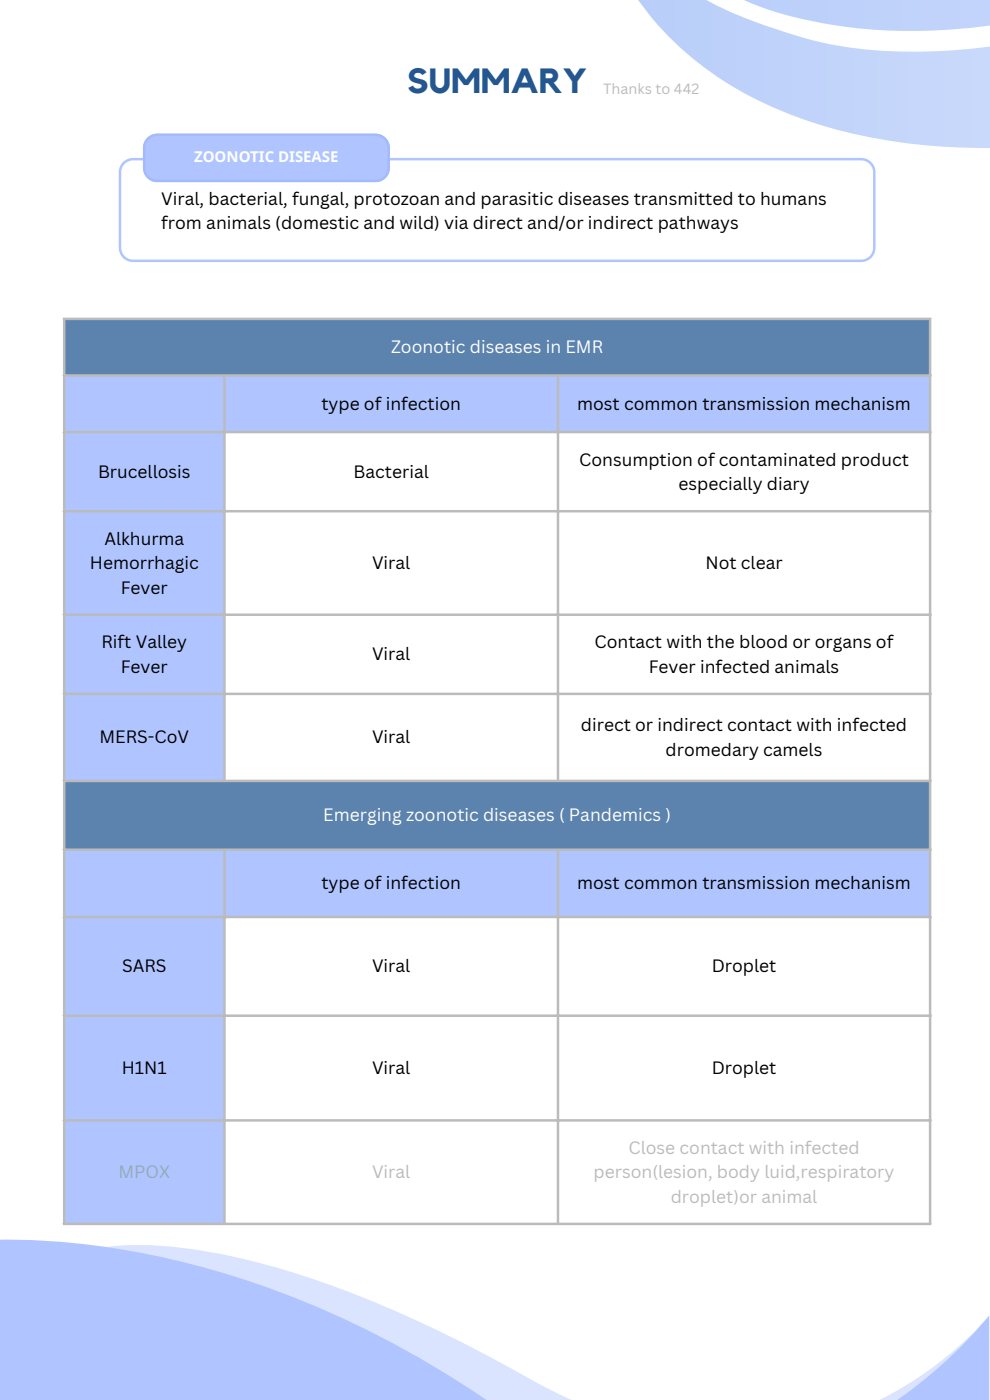 SUMMARY Thanks to 442
ZOONOTIC DISEASE
Viral, bacterial, fungal, protozoan and parasitic diseases transmitted to humans
from animals (domestic and wild) via direct and/or indirect pathways
Zoonotic diseases in EMR
type of infection most common transmission mechanism
Brucellosis
Bacterial
Consumption of contaminated product
especially diary
Alkhurma
Hemorrhagic
Fever
Viral
Not clear
Rift Valley
Fever
Viral
Contact with the blood or organs of
Fever infected animals
MERS-CoV
Viral
direct or indirect contact with infected
dromedary camels
Emerging zoonotic diseases ( Pandemics )
type of infection most common transmission mechanism
SARS
Viral
Droplet
H1N1
Viral
Droplet
MPOX
Viral
Close contact with infected
person(lesion, body luid,respiratory
droplet)or animal